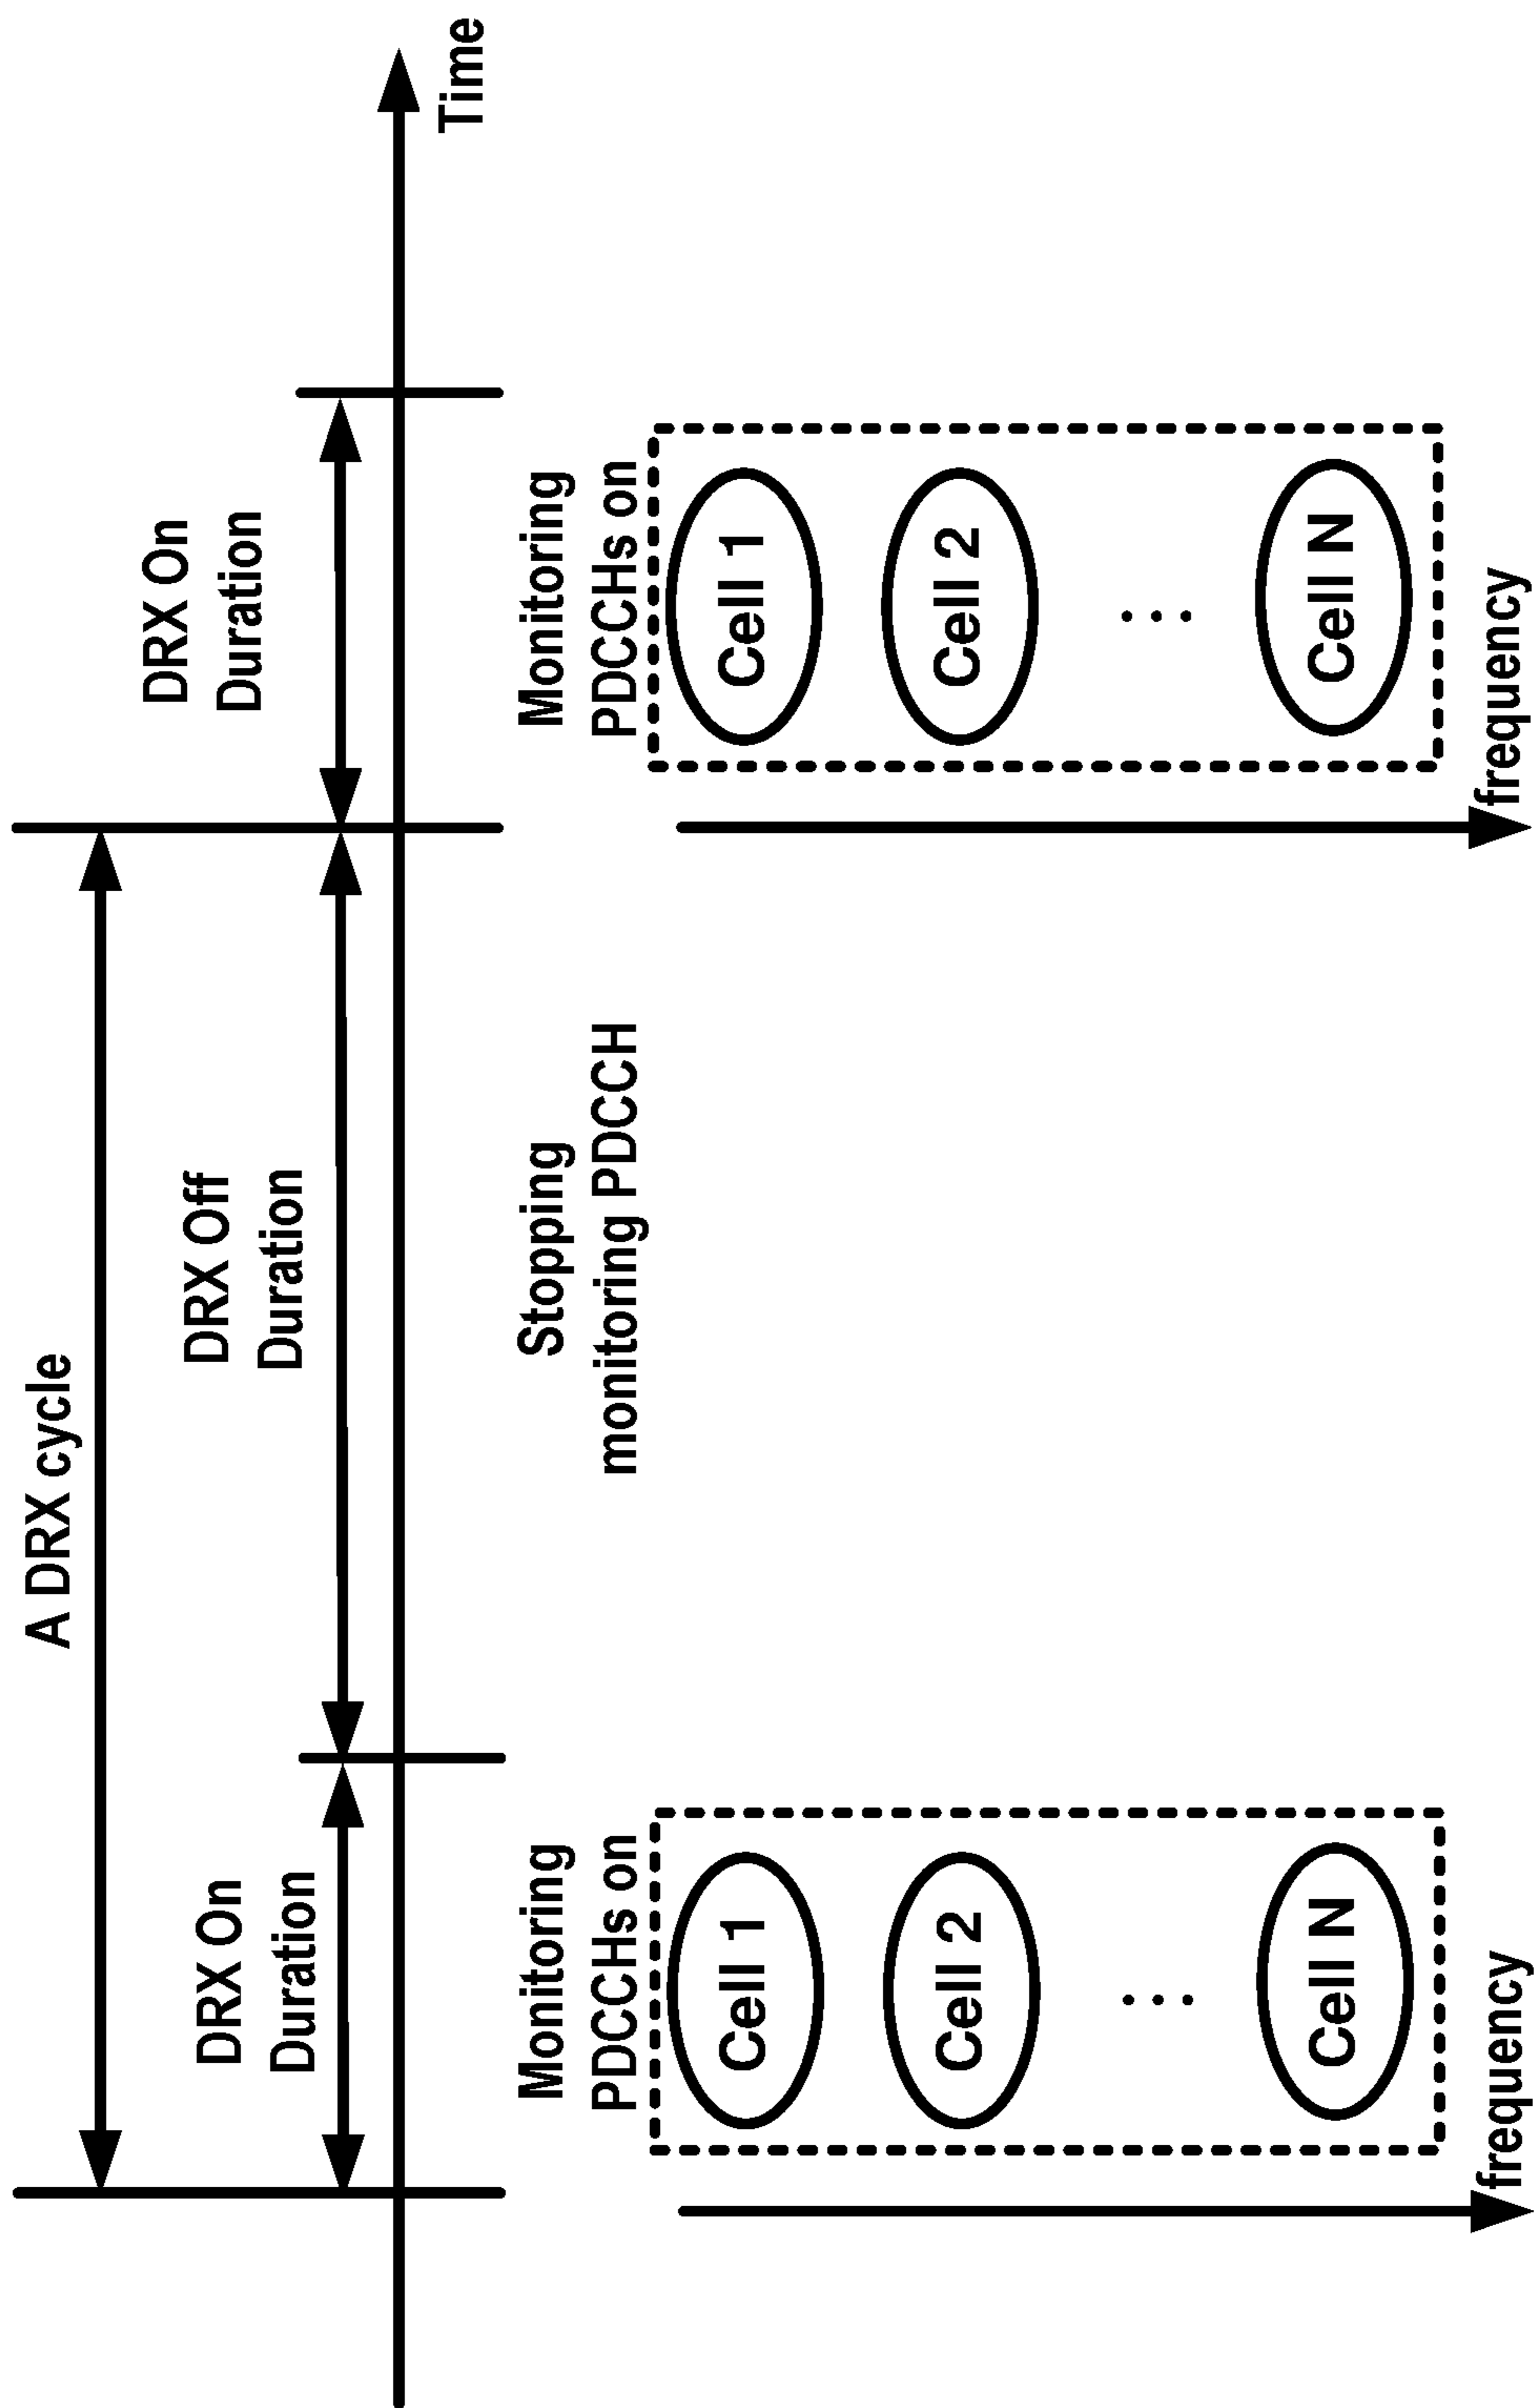 A DRX cycle
DRX On
Duration
DRX Off
Duration
DRX On
Duration
Time
Monitoring
PDCCHs on
Cell 1
Cell 2
...
Cell N
frequency
Stopping
monitoring PDCCH
Monitoring
PDCCHs on
Cell 1
Cell 2
...
Cell N
frequency